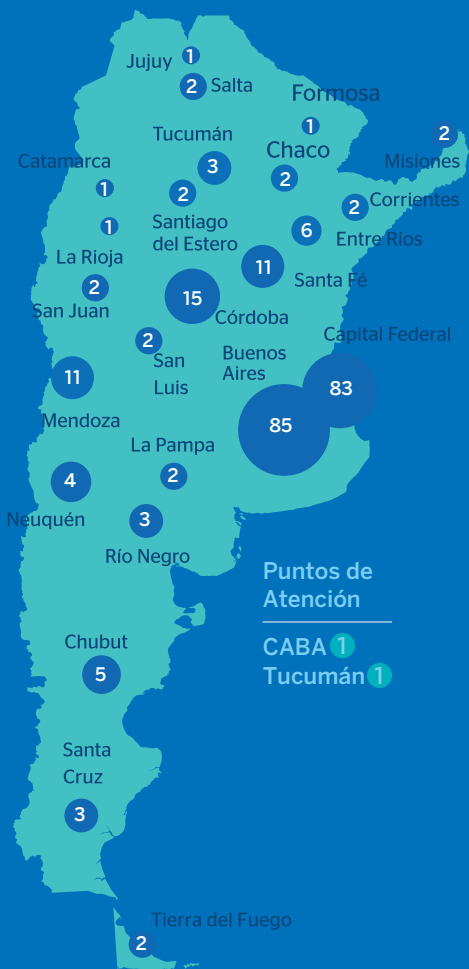 Jujuy 1
2 Salta
Formosa
1
Tucumán
3
Chaco
2
2
Misiones
Catamarca
1
2
Santiago
del Estero
2 Corrientes
1
La Rioja
6
Entre Ríos
11
Santa Fé
2
San Juan
15
Córdoba
2
San
Luis
Capital Federal
83
Buenos
Aires
85
11
Mendoza
La Pampa
2
4
Neuquén
3
Río Negro
Puntos de
Atención
CABA 1
Tucumán 1
Chubut
5
Santa
Cruz
3
Tierra del Fuego
2